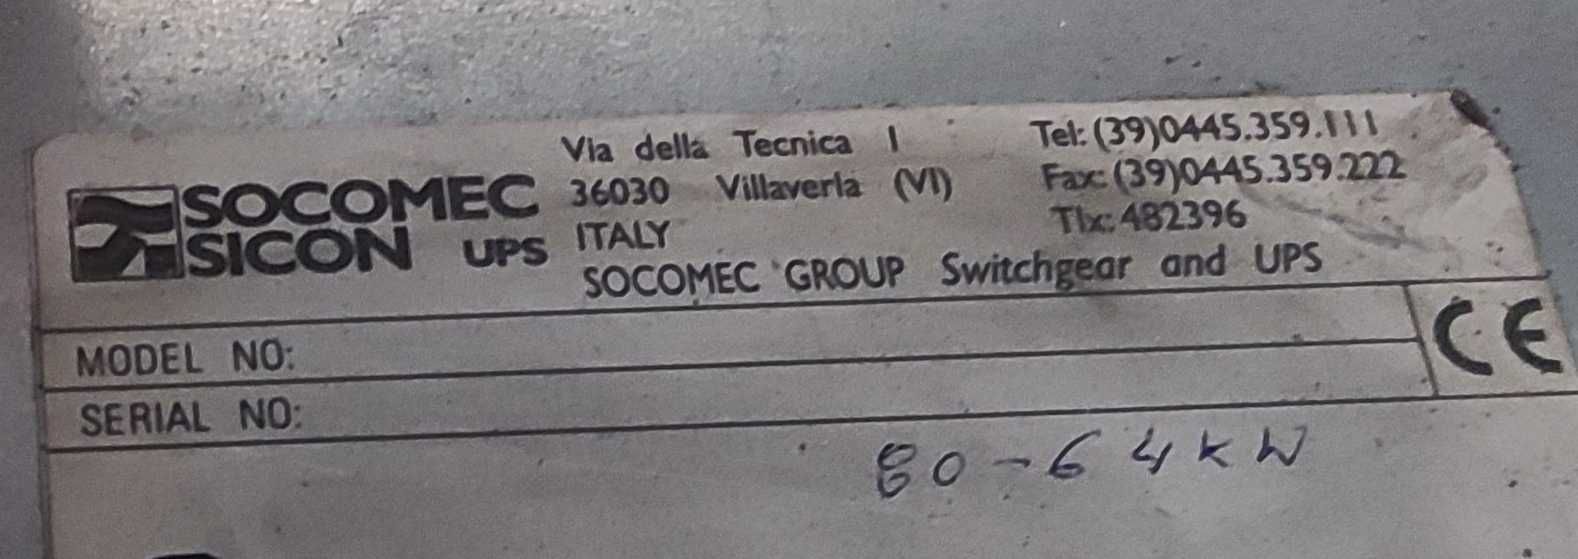 SOCOMEC
SICON UPS
Via della Tecnica 1
36030 Villaverla (VI)
ITALY
SOCOMEC GROUP Switchgear and UPS
Tel: (39)0445.359.111
Fax: (39)0445.359.222
Tlx: 482396
MODEL NO:
SERIAL NO:
CE
80-64kW